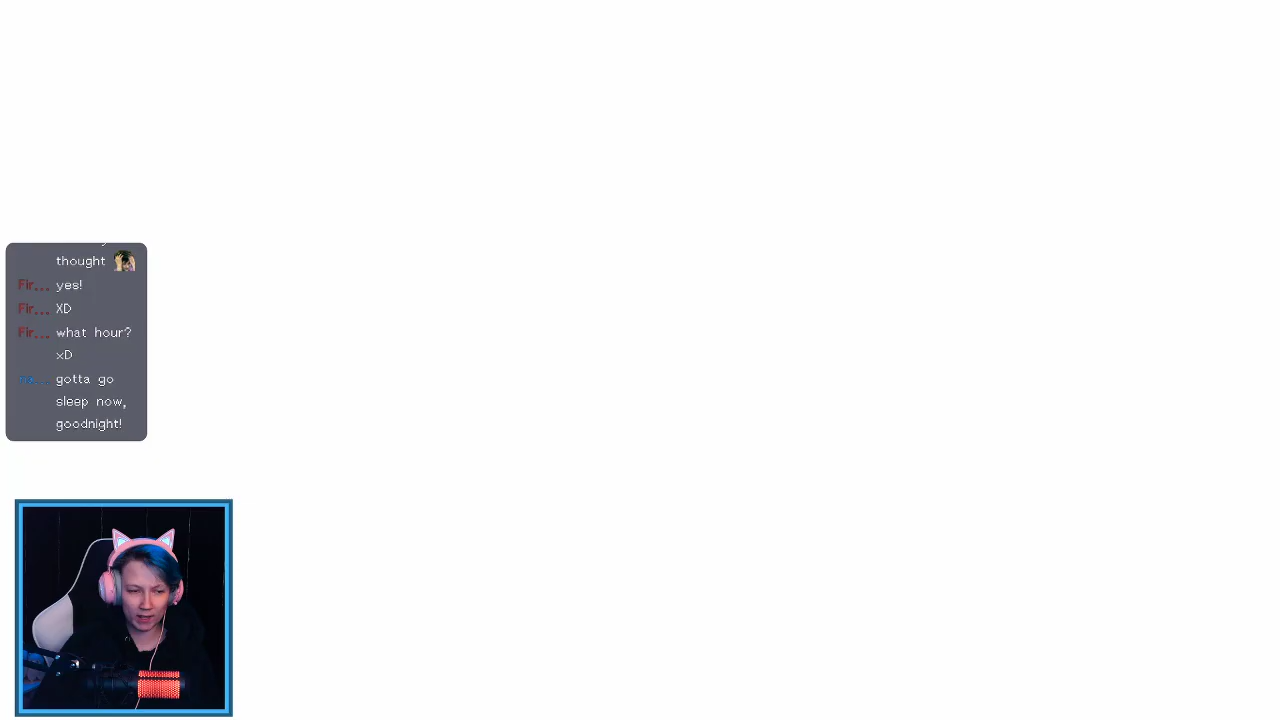 thought
Fir... yes!
Fir... XD
Fir... what hour?
xD
gotta go
sleep now,
goodnight!